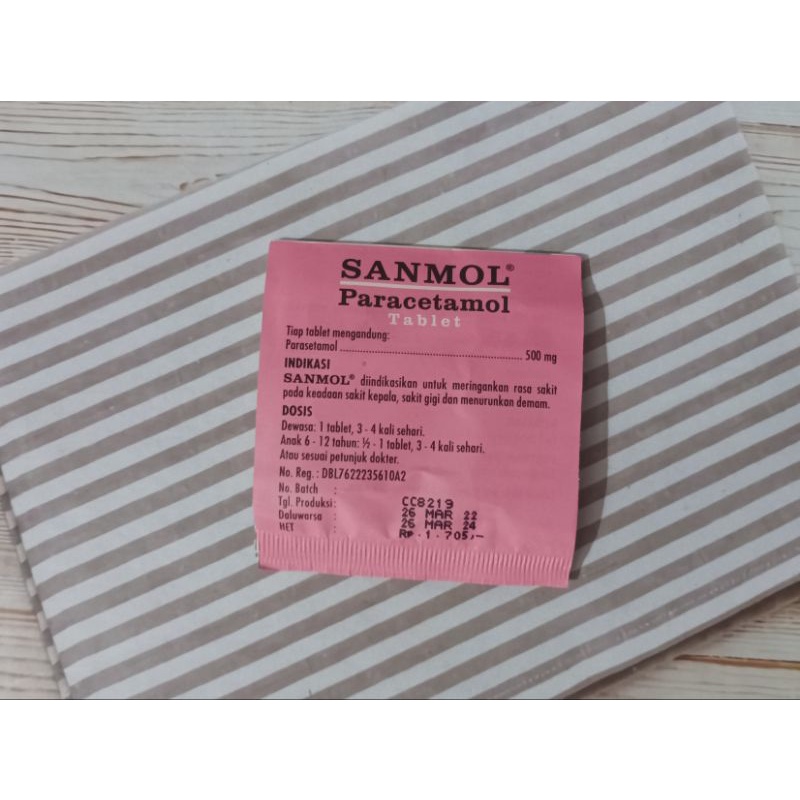 SANMOL®
Paracetamol
Tablet
Tiap tablet mengandung:
Parasetamol ........................................................ 500 mg
INDIKASI
SANMOL® diindikasikan untuk meringankan rasa sakit
pada keadaan sakit kepala, sakit gigi dan menurunkan demam.
DOSIS
Dewasa: 1 tablet, 3 - 4 kali sehari.
Anak 6 - 12 tahun: ½ - 1 tablet, 3 - 4 kali sehari.
Atau sesuai petunjuk dokter.
No. Reg. : DBL7622235610A2
No. Batch : CC8219
Tgl. Produksi: 26 MAR 22
Daluwarsa : 26 MAR 24
HET : Rp. 1.705,-